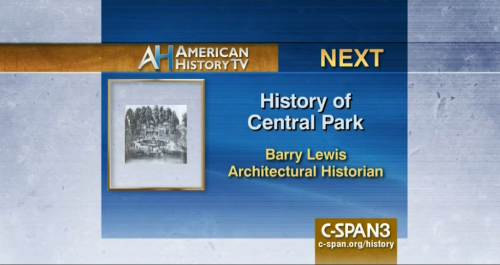 AH AMERICAN
HISTORY TV
NEXT
History of
Central Park
Barry Lewis
Architectural Historian
C-SPAN3
c-span.org/history